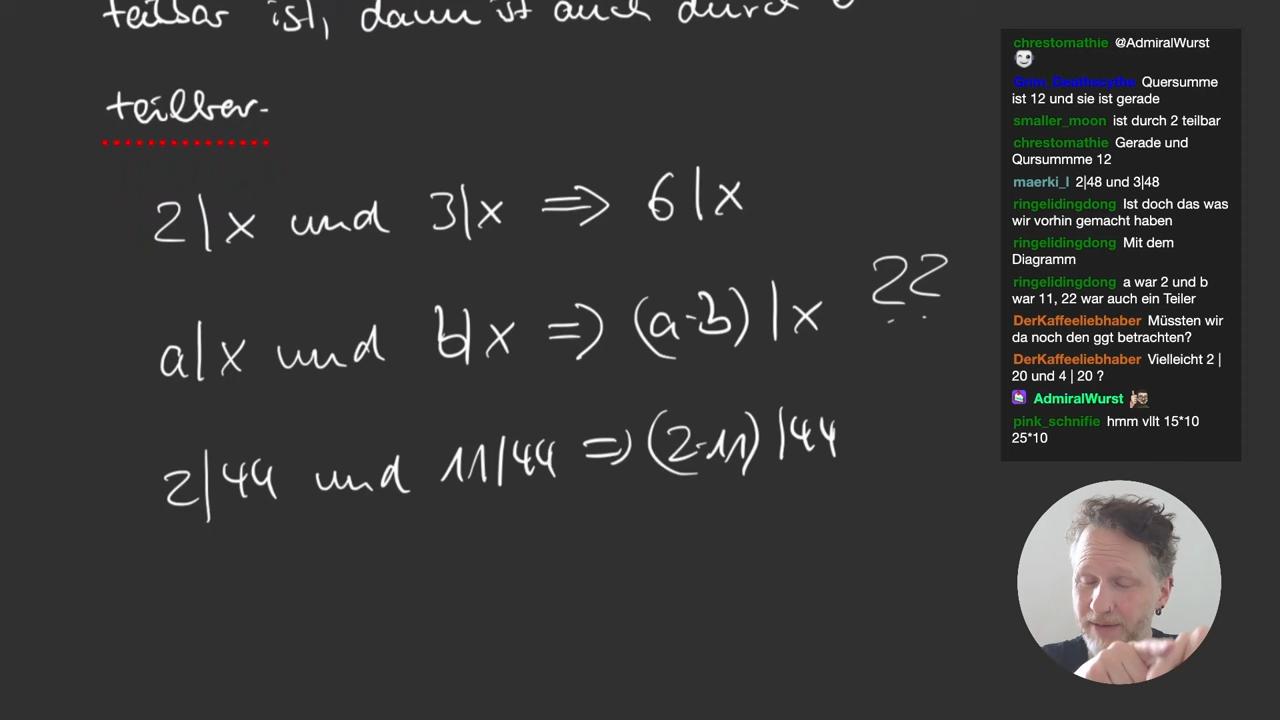 teilbar ist, dann ist auch durch
teilbar.
2|x und 3|x => 6|x
a|x und b|x => (a·b)|x ??
2|44 und 11|44 => (2·11)|44
chrestomathie @AdmiralWurst
Grim_Deathscythe Quersumme
ist 12 und sie ist gerade
smaller_moon ist durch 2 teilbar
chrestomathie Gerade und
Qursummme 12
maerki_l 2|48 und 3|48
ringelidingdong Ist doch das was
wir vorhin gemacht haben
ringelidingdong Mit dem
Diagramm
ringelidingdong a war 2 und b
war 11, 22 war auch ein Teiler
DerKaffeeliebhaber Müssten wir
da noch den ggt betrachten?
DerKaffeeliebhaber Vielleicht 2 |
20 und 4 | 20 ?
AdmiralWurst
pink_schnifie hmm vllt 15*10
25*10